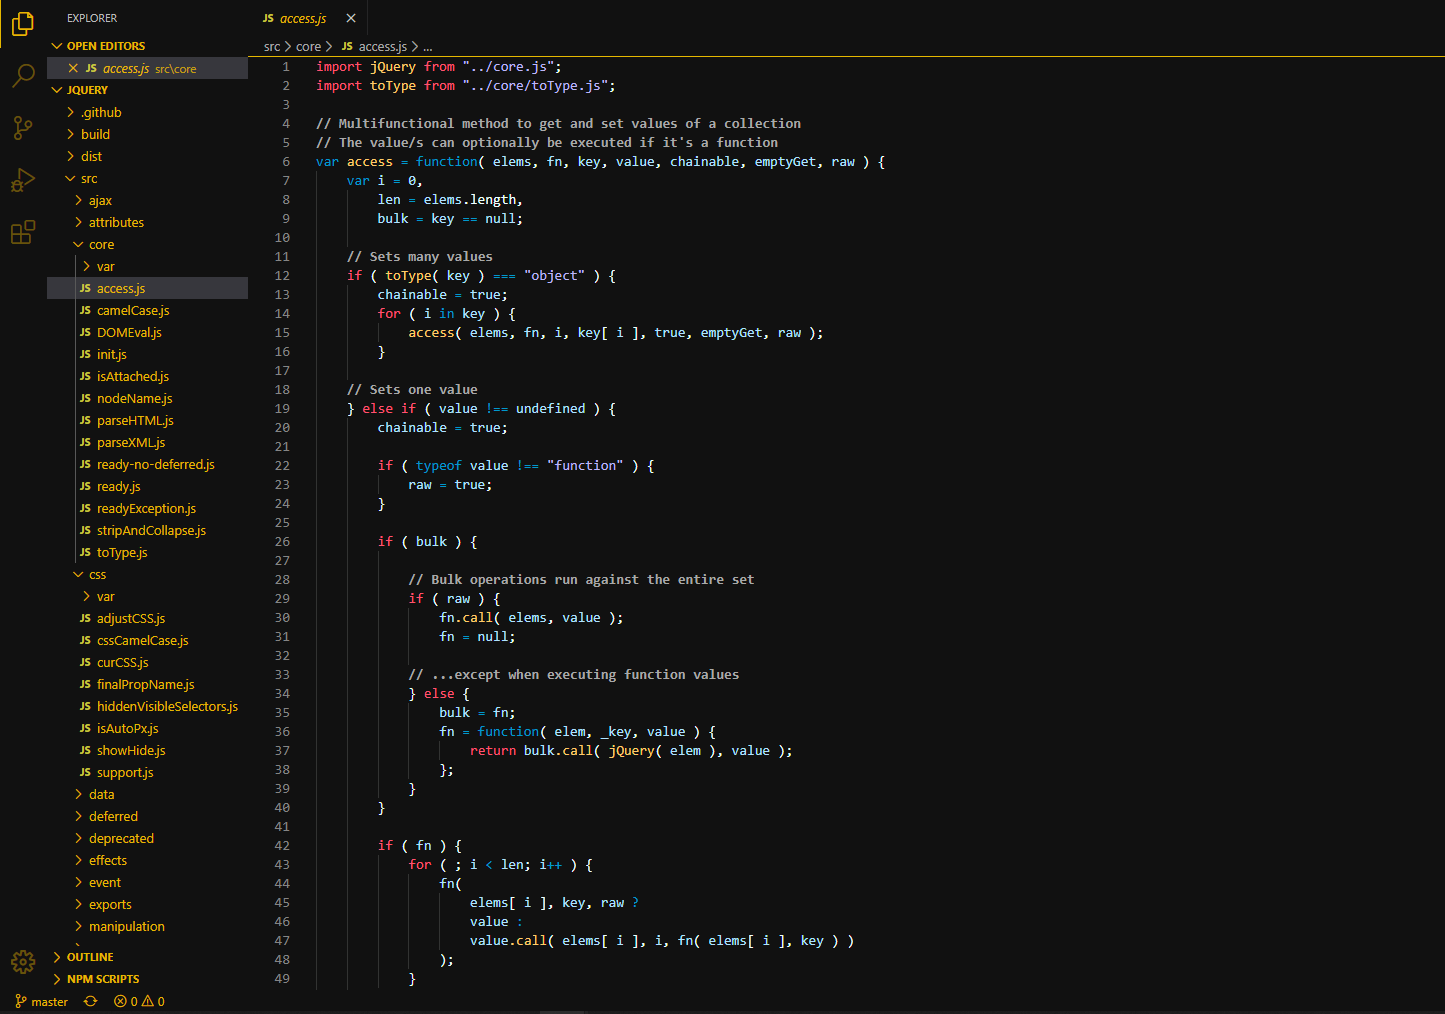 EXPLORER
OPEN EDITORS
JS access.js src\core
JQUERY
.github
build
dist
src
ajax
attributes
core
var
JS access.js
JS camelCase.js
JS DOMEval.js
JS init.js
JS isAttached.js
JS nodeName.js
JS parseHTML.js
JS parseXML.js
JS ready-no-deferred.js
JS ready.js
JS readyException.js
JS stripAndCollapse.js
JS toType.js
css
var
JS adjustCSS.js
JS cssCamelCase.js
JS curCSS.js
JS finalPropName.js
JS hiddenVisibleSelectors.js
JS isAutoPx.js
JS showHide.js
JS support.js
data
deferred
deprecated
effects
event
exports
manipulation
OUTLINE
NPM SCRIPTS
JS access.js
src > core > JS access.js > ...
1 import jQuery from "../core.js";
2 import toType from "../core/toType.js";
3
4 // Multifunctional method to get and set values of a collection
5 // The value/s can optionally be executed if it's a function
6 var access = function( elems, fn, key, value, chainable, emptyGet, raw ) {
7 var i = 0,
8 len = elems.length,
9 bulk = key == null;
10
11 // Sets many values
12 if ( toType( key ) === "object" ) {
13 chainable = true;
14 for ( i in key ) {
15 access( elems, fn, i, key[ i ], true, emptyGet, raw );
16 }
17
18 // Sets one value
19 } else if ( value !== undefined ) {
20 chainable = true;
21
22 if ( typeof value !== "function" ) {
23 raw = true;
24 }
25
26 if ( bulk ) {
27
28 // Bulk operations run against the entire set
29 if ( raw ) {
30 fn.call( elems, value );
31 fn = null;
32
33 // ...except when executing function values
34 } else {
35 bulk = fn;
36 fn = function( elem, _key, value ) {
37 return bulk.call( jQuery( elem ), value );
38 };
39 }
40 }
41
42 if ( fn ) {
43 for ( ; i < len; i++ ) {
44 fn(
45 elems[ i ], key, raw ?
46 value :
47 value.call( elems[ i ], i, fn( elems[ i ], key ) )
48 );
49 }
master 0 0